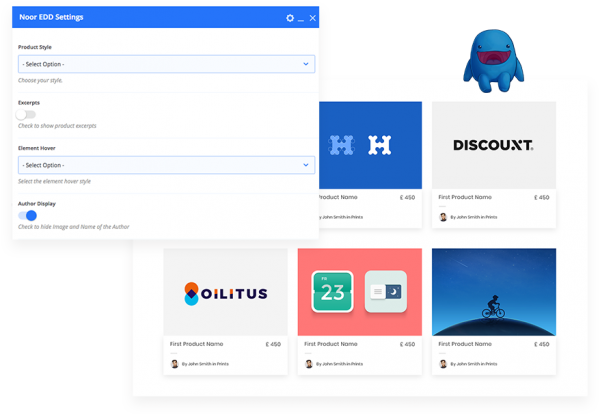 Noor EDD Settings
Product Style
- Select Option -
Choose your style.
Excerpts
Check to show product excerpts
Element Hover
- Select Option -
Select the element hover style
Auther Display
Check to hide image and Name of the Author
First Product Name £ 450
By John Smith in Prints
DISCOUNT
First Product Name £ 450
By John Smith in Prints
OILITUS
First Product Name £ 450
By John Smith in Prints
TU
23
First Product Name £ 450
By John Smith in Prints
First Product Name £ 450
By John Smith in Prints